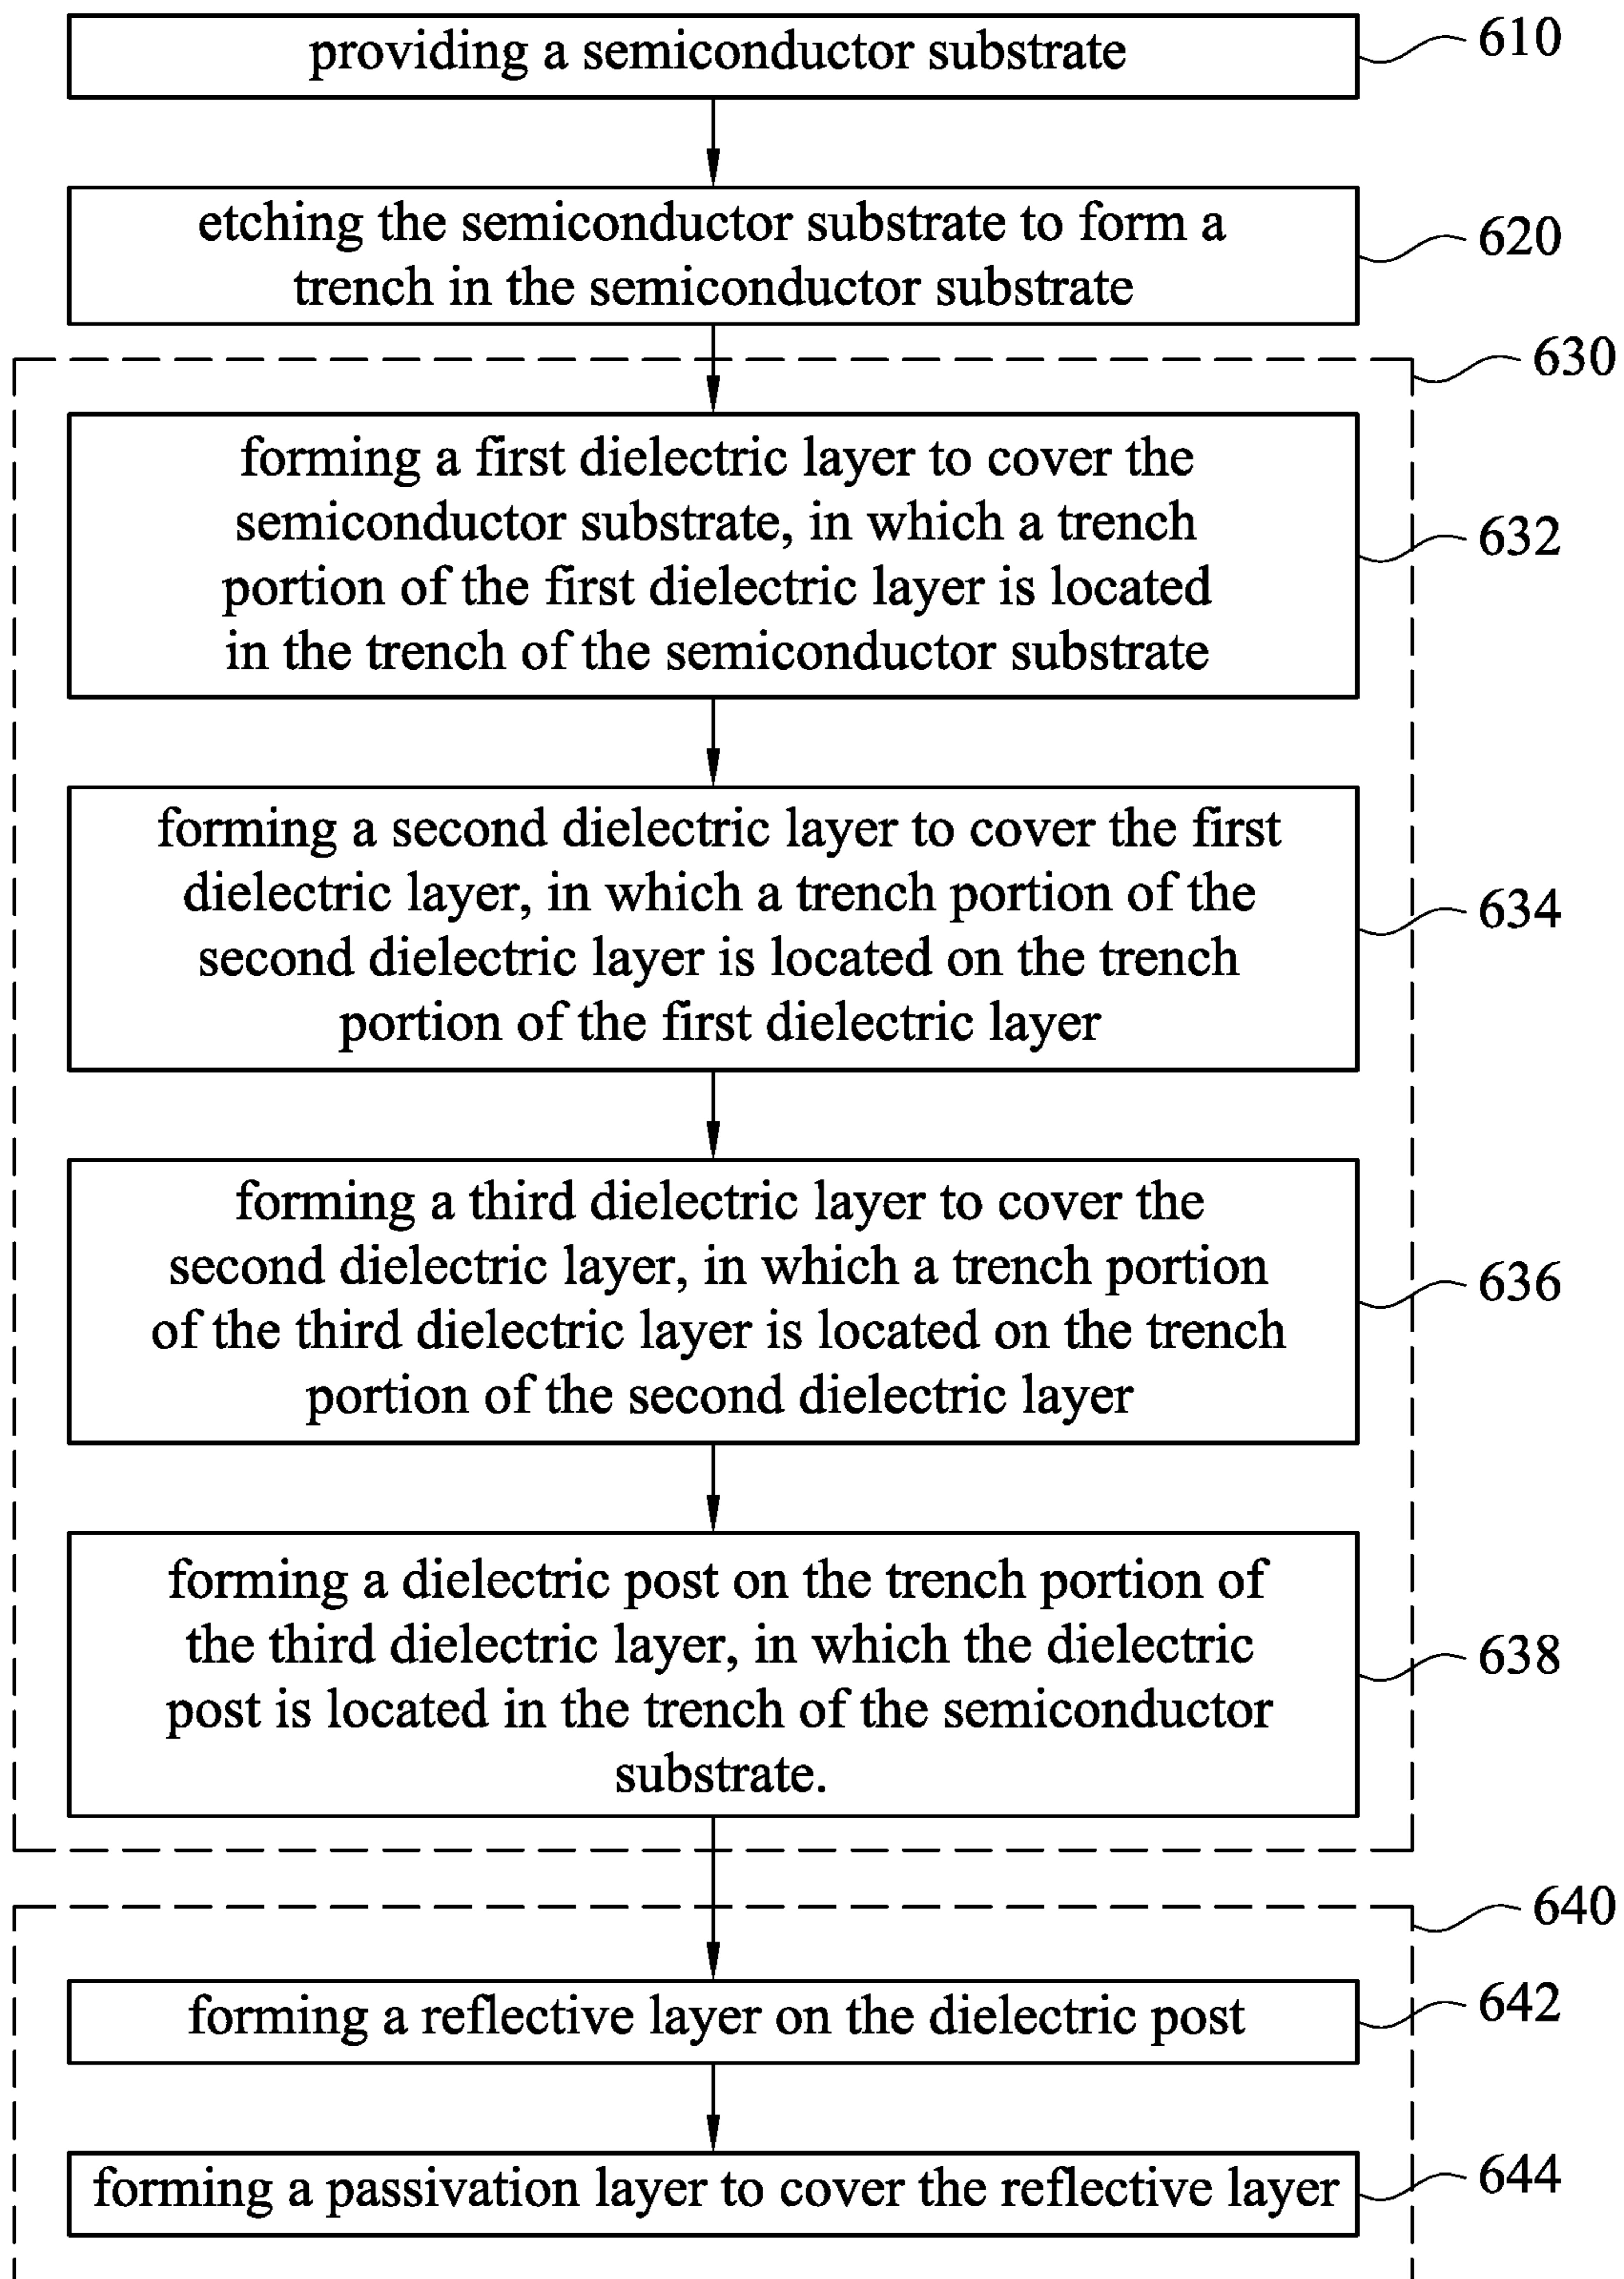 providing a semiconductor substrate
610
etching the semiconductor substrate to form a
trench in the semiconductor substrate
620
630
forming a first dielectric layer to cover the
semiconductor substrate, in which a trench
portion of the first dielectric layer is located
in the trench of the semiconductor substrate
632
forming a second dielectric layer to cover the first
dielectric layer, in which a trench portion of the
second dielectric layer is located on the trench
portion of the first dielectric layer
634
forming a third dielectric layer to cover the
second dielectric layer, in which a trench portion
of the third dielectric layer is located on the trench
portion of the second dielectric layer
636
forming a dielectric post on the trench portion of
the third dielectric layer, in which the dielectric
post is located in the trench of the semiconductor
substrate.
638
640
forming a reflective layer on the dielectric post
642
forming a passivation layer to cover the reflective layer
644